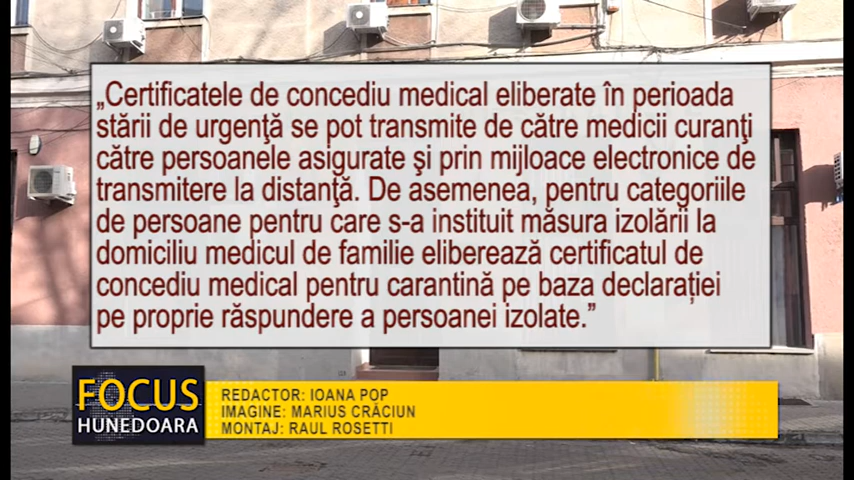 „Certificatele de concediu medical eliberate în perioada
stării de urgenţă se pot transmite de către medicii curanţi
către persoanele asigurate şi prin mijloace electronice de
transmitere la distanţă. De asemenea, pentru categoriile
de persoane pentru care s-a instituit măsura izolării la
domiciliu medicul de familie eliberează certificatul de
concediu medical pentru carantină pe baza declarației
pe proprie răspundere a persoanei izolate.”
FOCUS
HUNEDOARA
REDACTOR: IOANA POP
IMAGINE: MARIUS CRĂCIUN
MONTAJ: RAUL ROSETTI